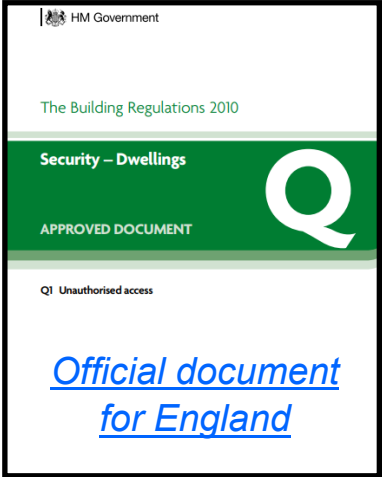 HM Government
The Building Regulations 2010
Security – Dwellings
Q
APPROVED DOCUMENT
Q1 Unauthorised access
Official document
for England